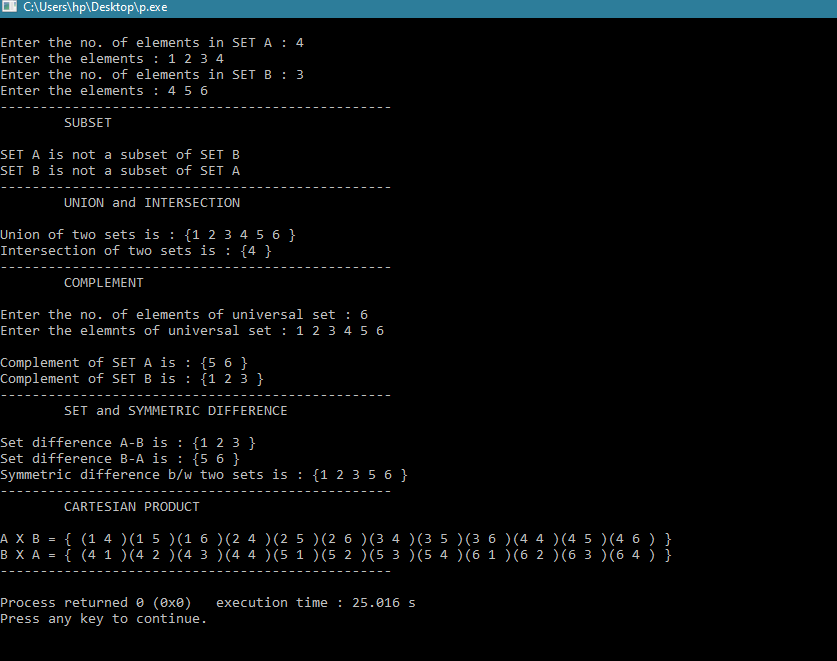 C:\Users\hp\Desktop\p.exe
Enter the no. of elements in SET A : 4
Enter the elements : 1 2 3 4
Enter the no. of elements in SET B : 3
Enter the elements : 4 5 6
-------------------------------------------------
SUBSET
SET A is not a subset of SET B
SET B is not a subset of SET A
-------------------------------------------------
UNION and INTERSECTION
Union of two sets is : {1 2 3 4 5 6 }
Intersection of two sets is : {4 }
-------------------------------------------------
COMPLEMENT
Enter the no. of elements of universal set : 6
Enter the elemnts of universal set : 1 2 3 4 5 6
Complement of SET A is : {5 6 }
Complement of SET B is : {1 2 3 }
-------------------------------------------------
SET and SYMMETRIC DIFFERENCE
Set difference A-B is : {1 2 3 }
Set difference B-A is : {5 6 }
Symmetric difference b/w two sets is : {1 2 3 5 6 }
-------------------------------------------------
CARTESIAN PRODUCT
A X B = { (1 4 )(1 5 )(1 6 )(2 4 )(2 5 )(2 6 )(3 4 )(3 5 )(3 6 )(4 4 )(4 5 )(4 6 ) }
B X A = { (4 1 )(4 2 )(4 3 )(4 4 )(5 1 )(5 2 )(5 3 )(5 4 )(6 1 )(6 2 )(6 3 )(6 4 ) }
-------------------------------------------------
Process returned 0 (0x0)   execution time : 25.016 s
Press any key to continue.